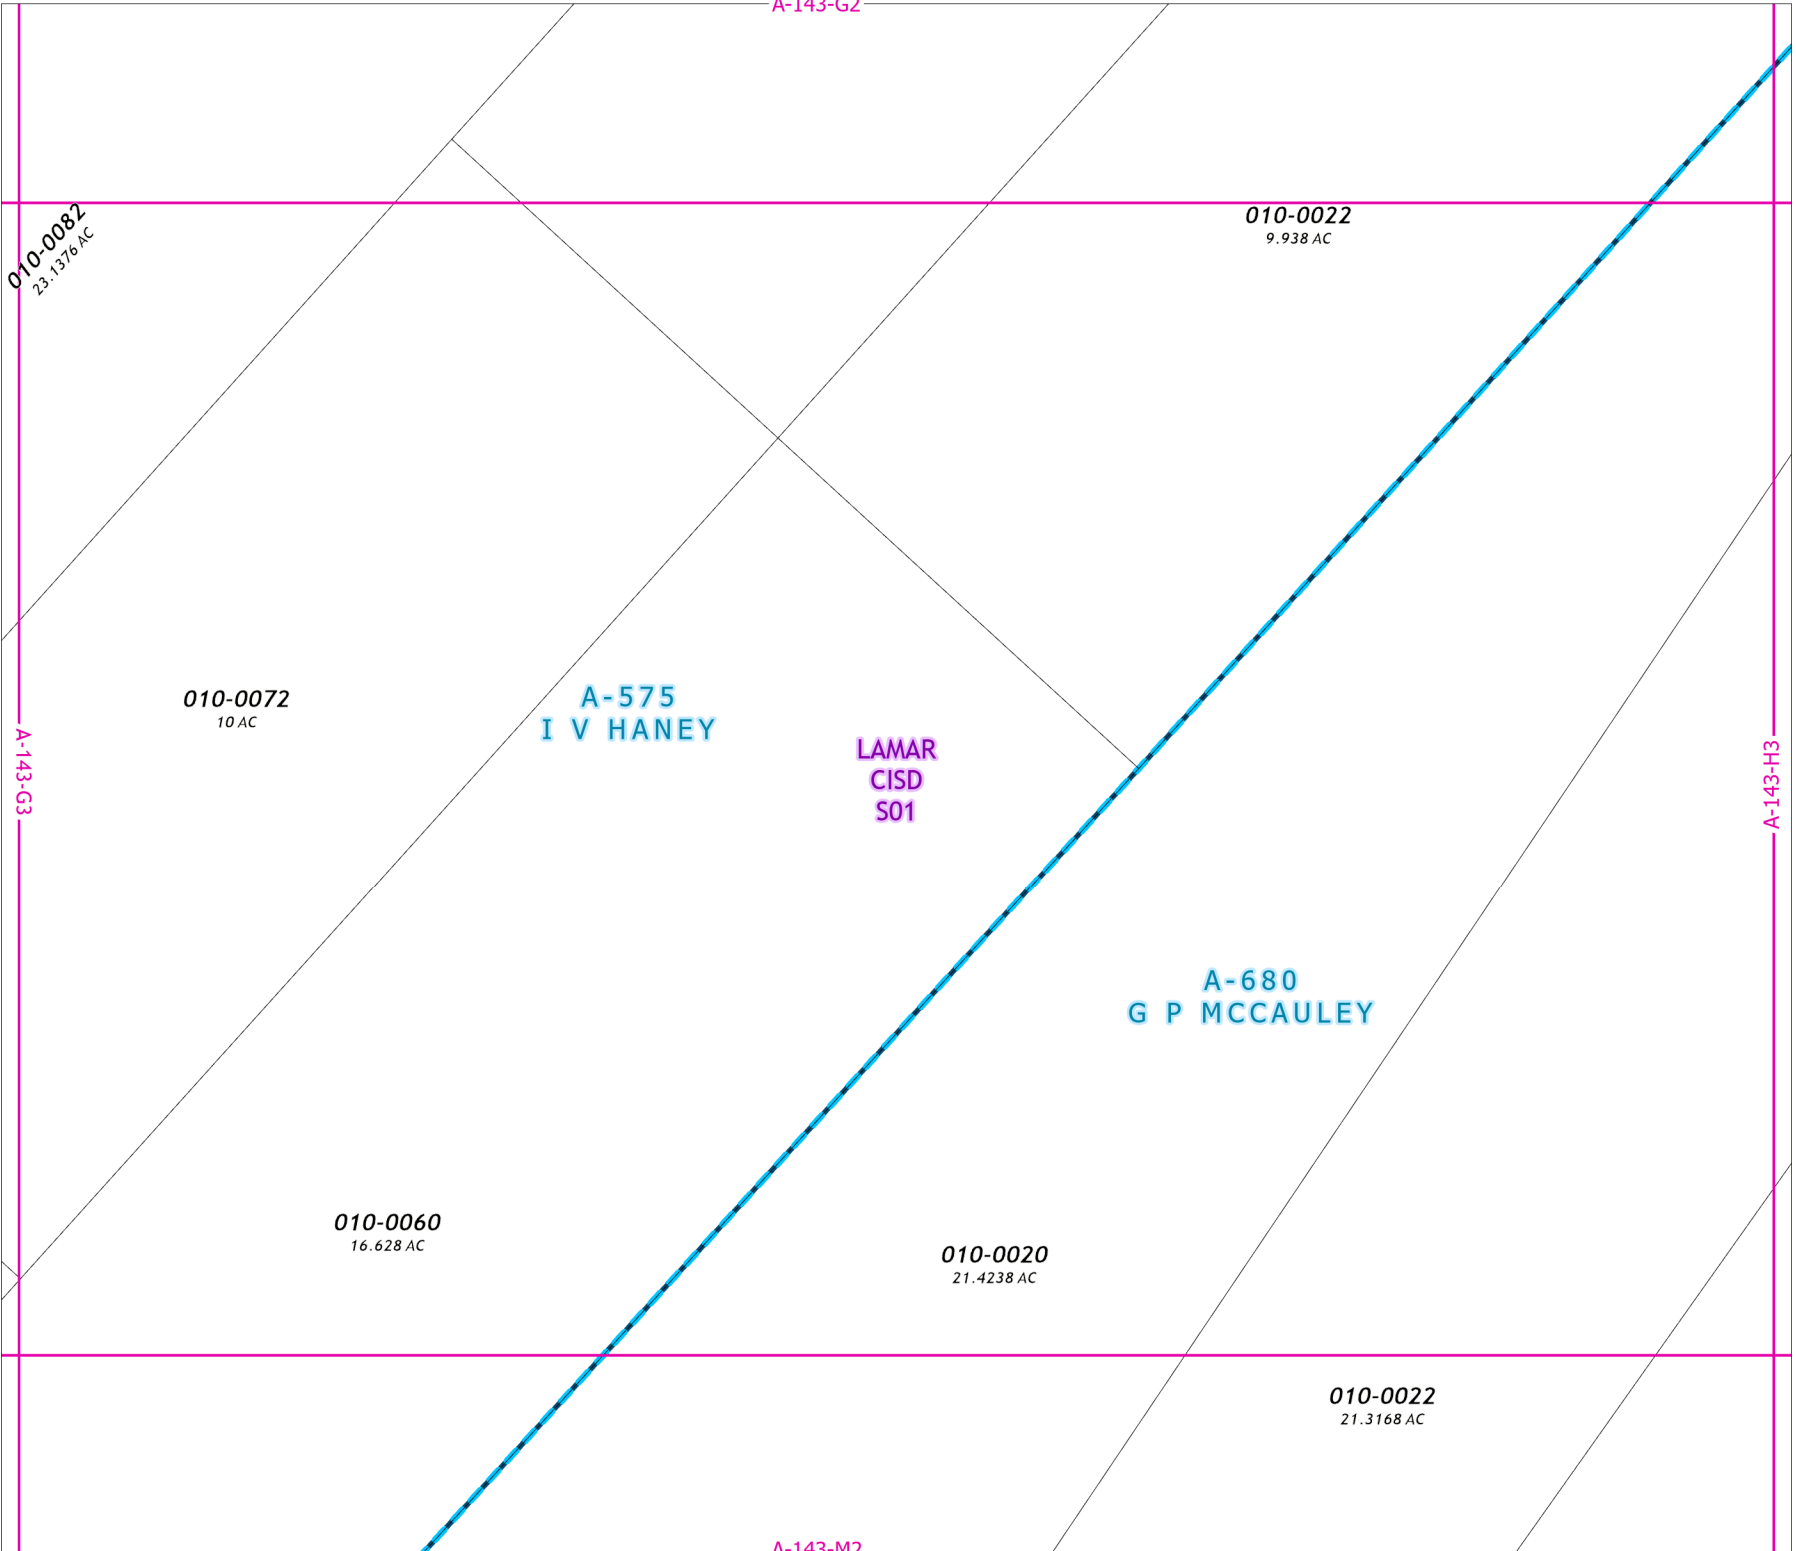 A-143-G2
010-0082
23.1376 AC
010-0022
9.938 AC
010-0072
10 AC
A-575
I V HANEY
LAMAR
CISD
S01
A-143-G3
A-143-H3
A-680
G P MCCAULEY
010-0060
16.628 AC
010-0020
21.4238 AC
010-0022
21.3168 AC
A-143-M2